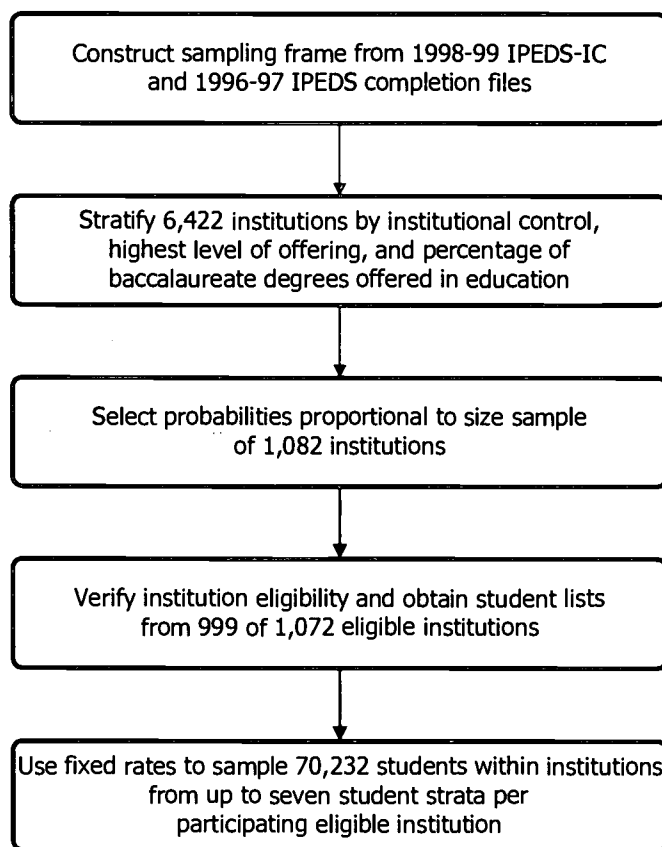 Construct sampling frame from 1998-99 IPEDS-IC
and 1996-97 IPEDS completion files
Stratify 6,422 institutions by institutional control,
highest level of offering, and percentage of
baccalaureate degrees offered in education
Select probabilities proportional to size sample
of 1,082 institutions
Verify institution eligibility and obtain student lists
from 999 of 1,072 eligible institutions
Use fixed rates to sample 70,232 students within institutions
from up to seven student strata per
participating eligible institution